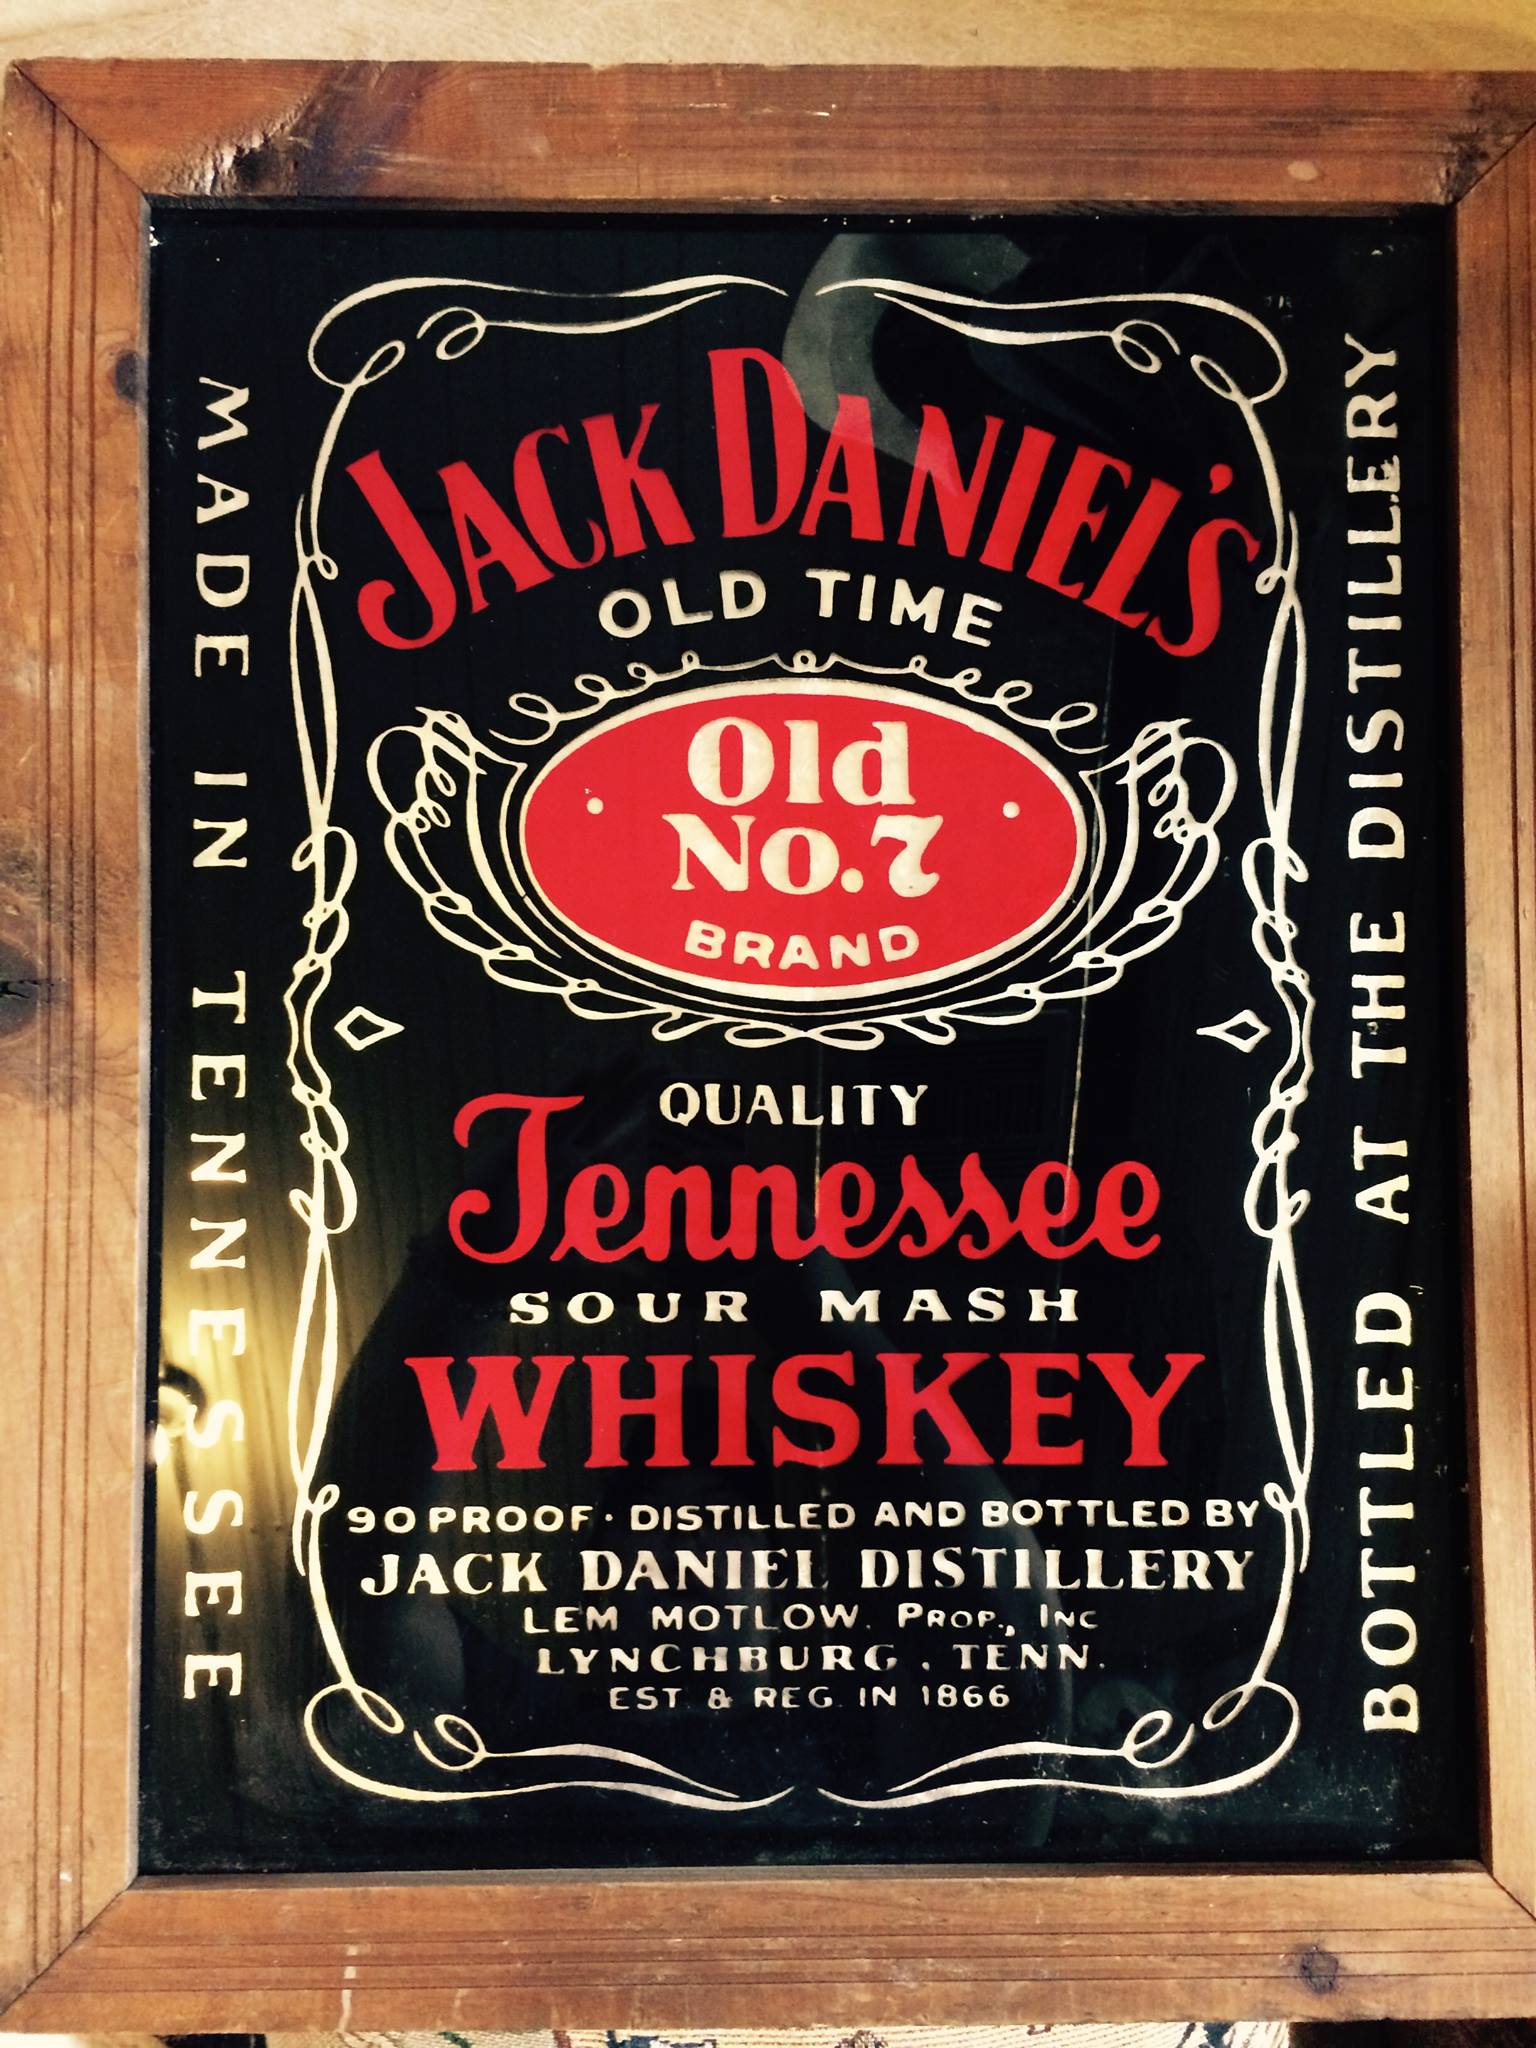 JACK DANIEL'S
OLD TIME
Old
No.7
BRAND
QUALITY
Tennessee
SOUR MASH
WHISKEY
90 PROOF · DISTILLED AND BOTTLED BY
JACK DANIEL DISTILLERY
LEM MOTLOW. PROP., INC
LYNCHBURG . TENN.
EST & REG. IN 1866
MADE IN TENNESSEE
BOTTLED AT THE DISTILLERY